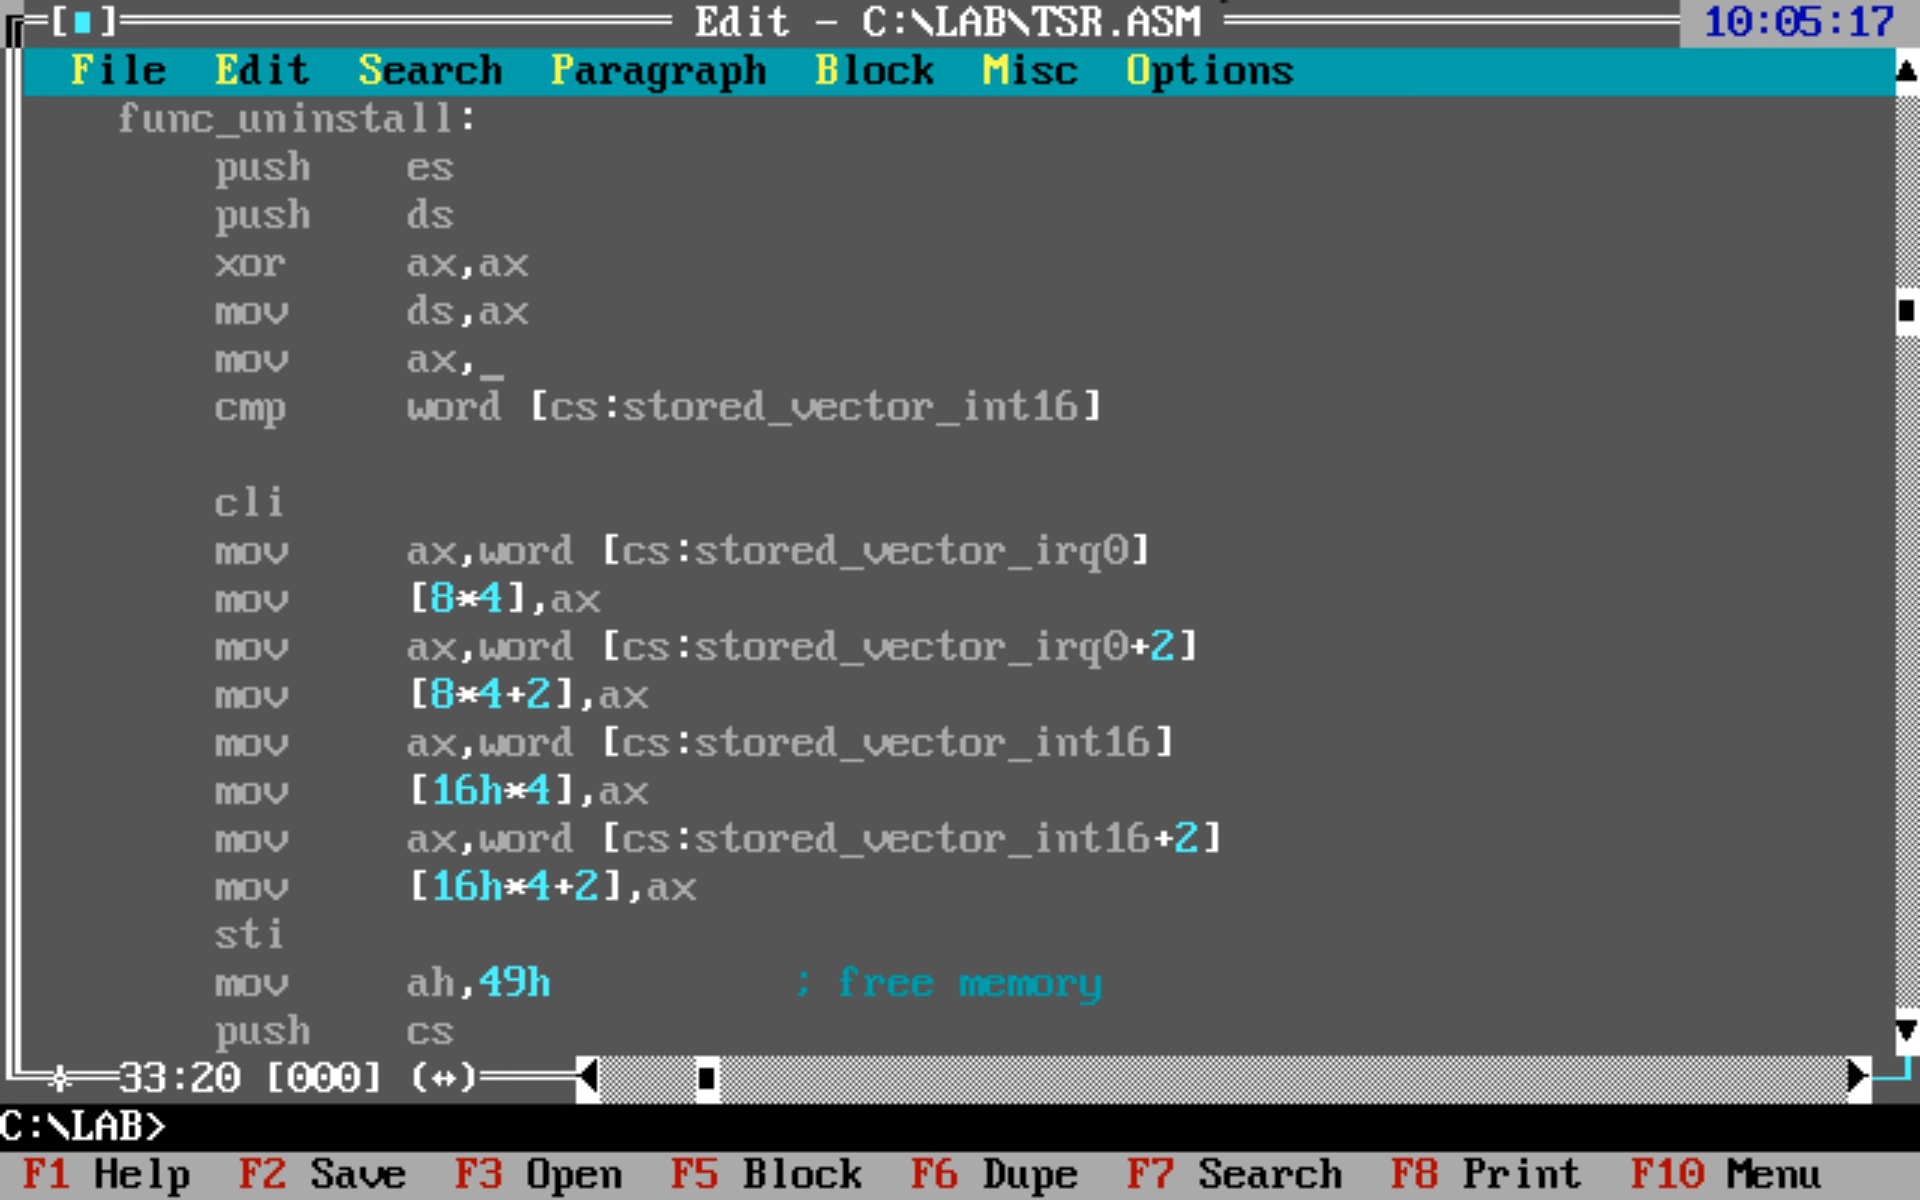 [■] Edit - C:\LAB\TSR.ASM 10:05:17
File Edit Search Paragraph Block Misc Options
func_uninstall:
push es
push ds
xor ax,ax
mov ds,ax
mov ax,_
cmp word [cs:stored_vector_int16]
cli
mov ax,word [cs:stored_vector_irq0]
mov [8*4],ax
mov ax,word [cs:stored_vector_irq0+2]
mov [8*4+2],ax
mov ax,word [cs:stored_vector_int16]
mov [16h*4],ax
mov ax,word [cs:stored_vector_int16+2]
mov [16h*4+2],ax
sti
mov ah,49h ; free memory
push cs
33:20 [000] (↔)
C:\LAB>
F1 Help F2 Save F3 Open F5 Block F6 Dupe F7 Search F8 Print F10 Menu